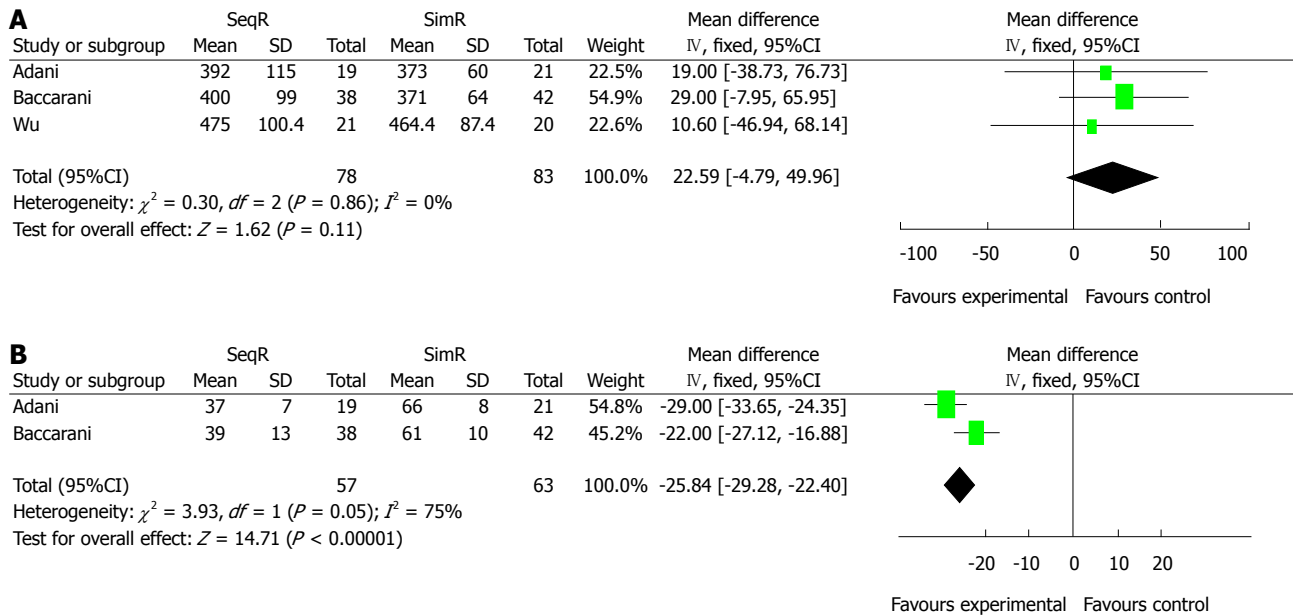 A
SeqR SimR Mean difference Mean difference
Study or subgroup Mean SD Total Mean SD Total Weight Ⅳ, fixed, 95%CI Ⅳ, fixed, 95%CI
Adani 392 115 19 373 60 21 22.5% 19.00 [-38.73, 76.73]
Baccarani 400 99 38 371 64 42 54.9% 29.00 [-7.95, 65.95]
Wu 475 100.4 21 464.4 87.4 20 22.6% 10.60 [-46.94, 68.14]
Total (95%CI) 78 83 100.0% 22.59 [-4.79, 49.96]
Heterogeneity: χ² = 0.30, df = 2 (P = 0.86); I² = 0%
Test for overall effect: Z = 1.62 (P = 0.11)
-100 -50 0 50 100
Favours experimental Favours control
B
SeqR SimR Mean difference Mean difference
Study or subgroup Mean SD Total Mean SD Total Weight Ⅳ, fixed, 95%CI Ⅳ, fixed, 95%CI
Adani 37 7 19 66 8 21 54.8% -29.00 [-33.65, -24.35]
Baccarani 39 13 38 61 10 42 45.2% -22.00 [-27.12, -16.88]
Total (95%CI) 57 63 100.0% -25.84 [-29.28, -22.40]
Heterogeneity: χ² = 3.93, df = 1 (P = 0.05); I² = 75%
Test for overall effect: Z = 14.71 (P < 0.00001)
-20 -10 0 10 20
Favours experimental Favours control